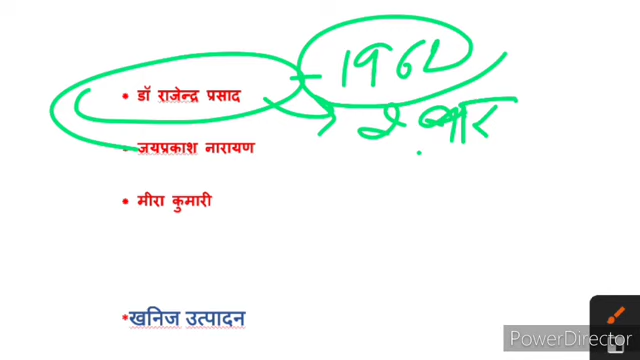 1962
• डॉ राजेन्द्र प्रसाद
2 बार
• जयप्रकाश नारायण
• मीरा कुमारी
*खनिज उत्पादन
PowerDirector